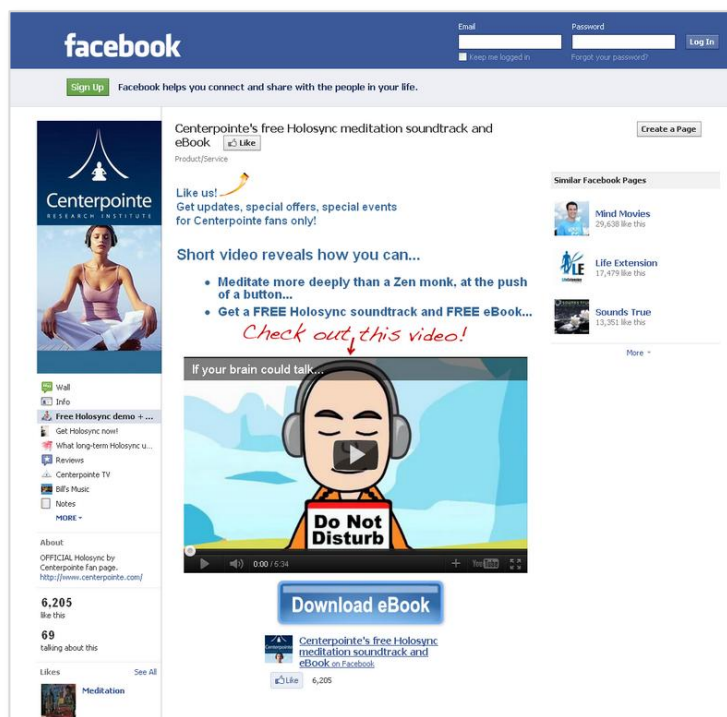 facebook
Email
Password
Keep me logged in
Forgot your password?
Log In
Sign Up
Facebook helps you connect and share with the people in your life.
Centerpointe
RESEARCH INSTITUTE
Wall
Info
Free Holosync demo + ...
Get Holosync now!
What long-term Holosync u...
Reviews
Centerpointe TV
Bill's Music
Notes
MORE
About
OFFICIAL Holosync by
Centerpointe fan page.
http://www.centerpointe.com/
6,205
like this
69
talking about this
Likes
See All
Meditation
Centerpointe's free Holosync meditation soundtrack and
eBook Like
Product/Service
Like us!
Get updates, special offers, special events
for Centerpointe fans only!
Short video reveals how you can...
• Meditate more deeply than a Zen monk, at the push
of a button...
• Get a FREE Holosync soundtrack and FREE eBook...
Check out this video!
If your brain could talk...
Do Not
Disturb
0:00 / 5:34
YouTube
Download eBook
Centerpointe
Centerpointe's free Holosync
meditation soundtrack and
eBook on Facebook
Like 6,205
Create a Page
Similar Facebook Pages
Mind Movies
29,638 like this
LE
Life Extension
17,479 like this
Sounds True
13,351 like this
More